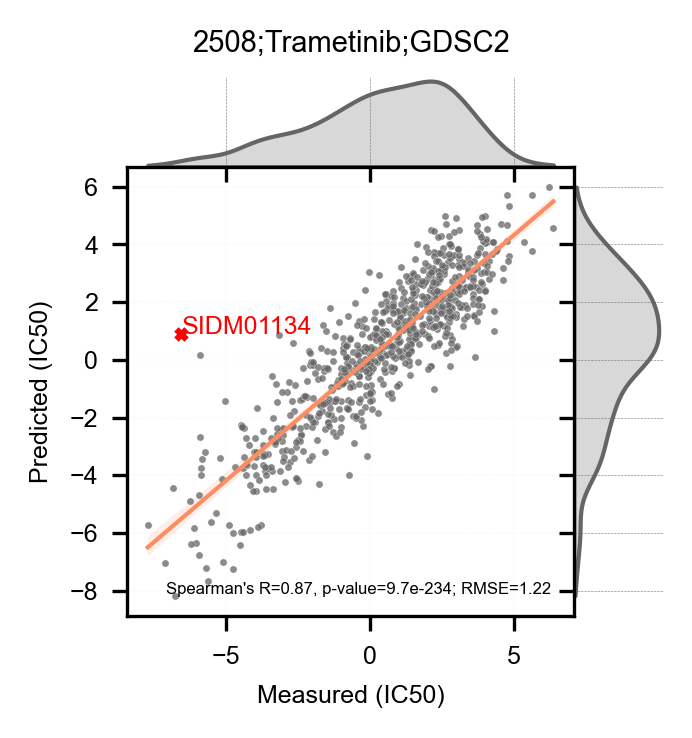 2508;Trametinib;GDSC2
6
4
2
0
−2
−4
−6
−8
Predicted (IC50)
SIDM01134
Spearman's R=0.87, p-value=9.7e-234; RMSE=1.22
−5 0 5
Measured (IC50)